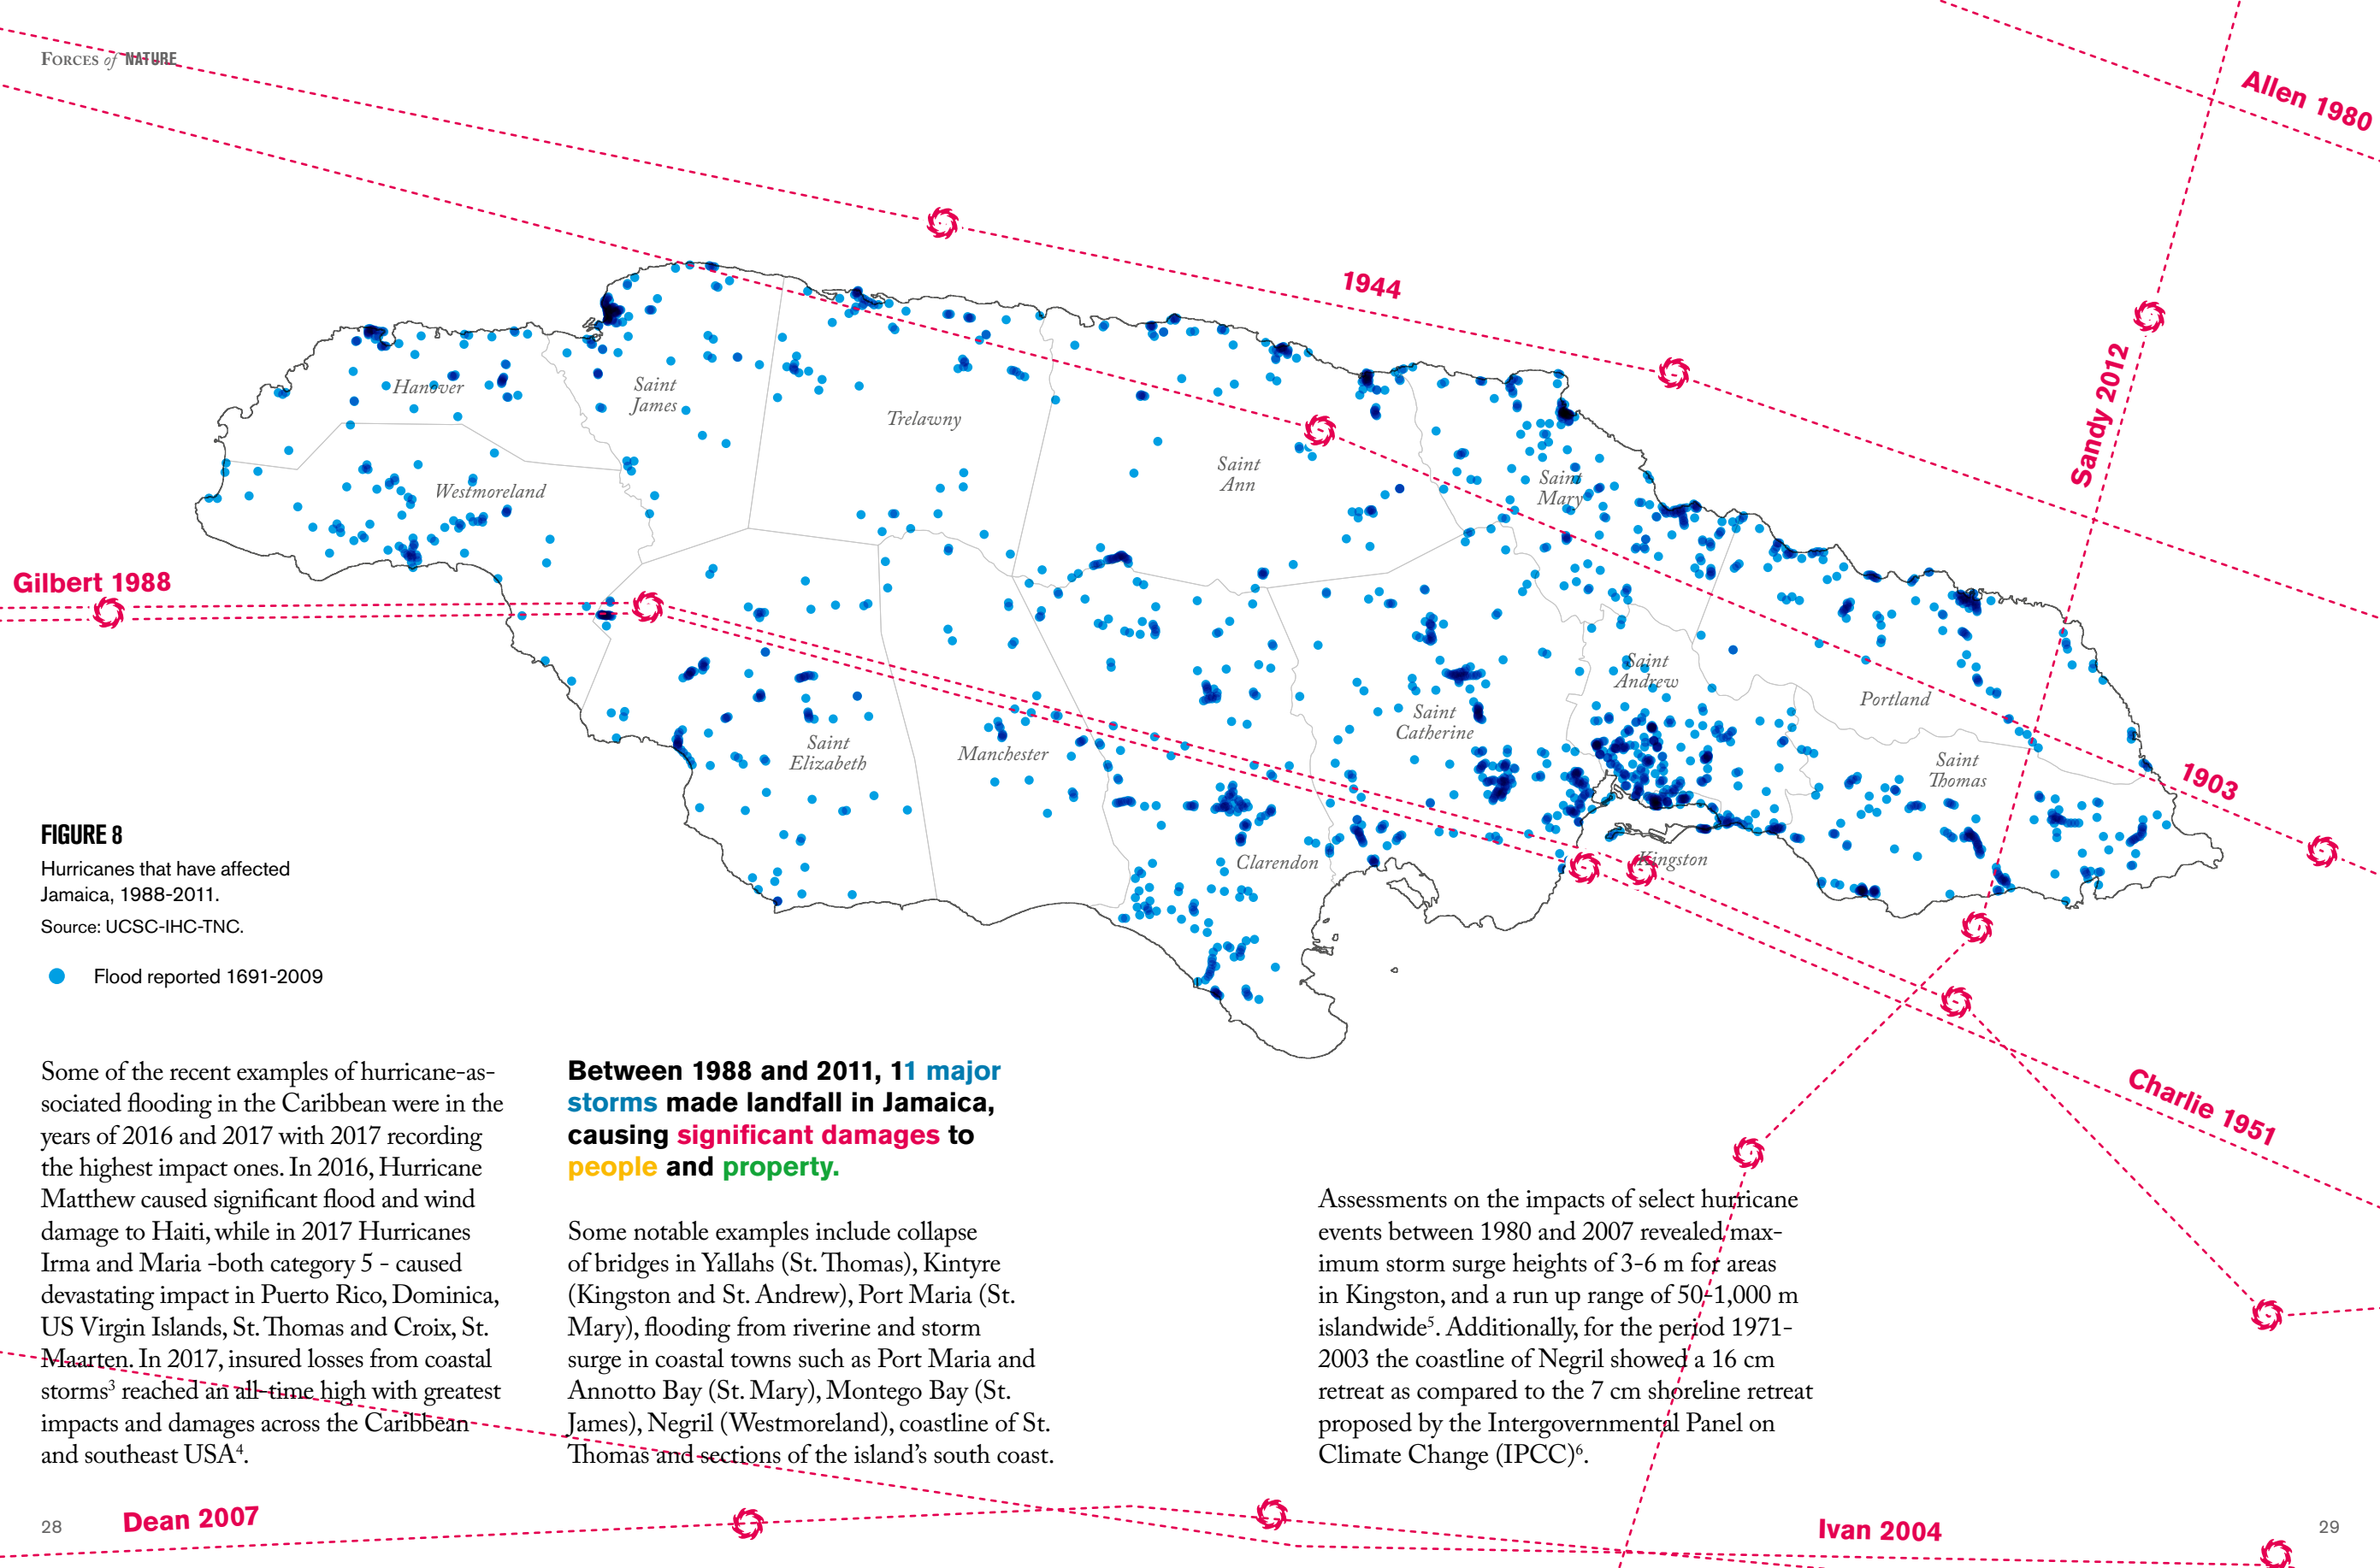 FORCES of NATURE
Allen 1980
1944
Sandy 2012
Hanover
Saint
James
Trelawny
Saint
Ann
Saint
Mary
Westmoreland
Gilbert 1988
Saint
Andrew
Portland
Saint
Catherine
Saint
Elizabeth
Manchester
Saint
Thomas
1903
Clarendon
Kingston
Charlie 1951
FIGURE 8
Hurricanes that have affected
Jamaica, 1988-2011.
Source: UCSC-IHC-TNC.
Flood reported 1691-2009
Some of the recent examples of hurricane-as-
sociated flooding in the Caribbean were in the
years of 2016 and 2017 with 2017 recording
the highest impact ones. In 2016, Hurricane
Matthew caused significant flood and wind
damage to Haiti, while in 2017 Hurricanes
Irma and Maria -both category 5 - caused
devastating impact in Puerto Rico, Dominica,
US Virgin Islands, St. Thomas and Croix, St.
Maarten. In 2017, insured losses from coastal
storms³ reached an all-time high with greatest
impacts and damages across the Caribbean
and southeast USA⁴.
Between 1988 and 2011, 11 major
storms made landfall in Jamaica,
causing significant damages to
people and property.
Some notable examples include collapse
of bridges in Yallahs (St. Thomas), Kintyre
(Kingston and St. Andrew), Port Maria (St.
Mary), flooding from riverine and storm
surge in coastal towns such as Port Maria and
Annotto Bay (St. Mary), Montego Bay (St.
James), Negril (Westmoreland), coastline of St.
Thomas and sections of the island's south coast.
Assessments on the impacts of select hurricane
events between 1980 and 2007 revealed max-
imum storm surge heights of 3-6 m for areas
in Kingston, and a run up range of 50-1,000 m
islandwide⁵. Additionally, for the period 1971-
2003 the coastline of Negril showed a 16 cm
retreat as compared to the 7 cm shoreline retreat
proposed by the Intergovernmental Panel on
Climate Change (IPCC)⁶.
28
Dean 2007
Ivan 2004
29